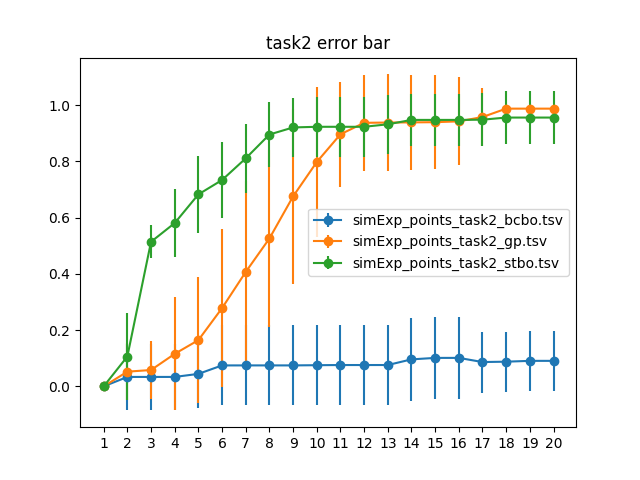 task2 error bar
1.0
0.8
0.6
0.4
0.2
0.0
simExp_points_task2_bcbo.tsv
simExp_points_task2_gp.tsv
simExp_points_task2_stbo.tsv
1 2 3 4 5 6 7 8 9 10 11 12 13 14 15 16 17 18 19 20